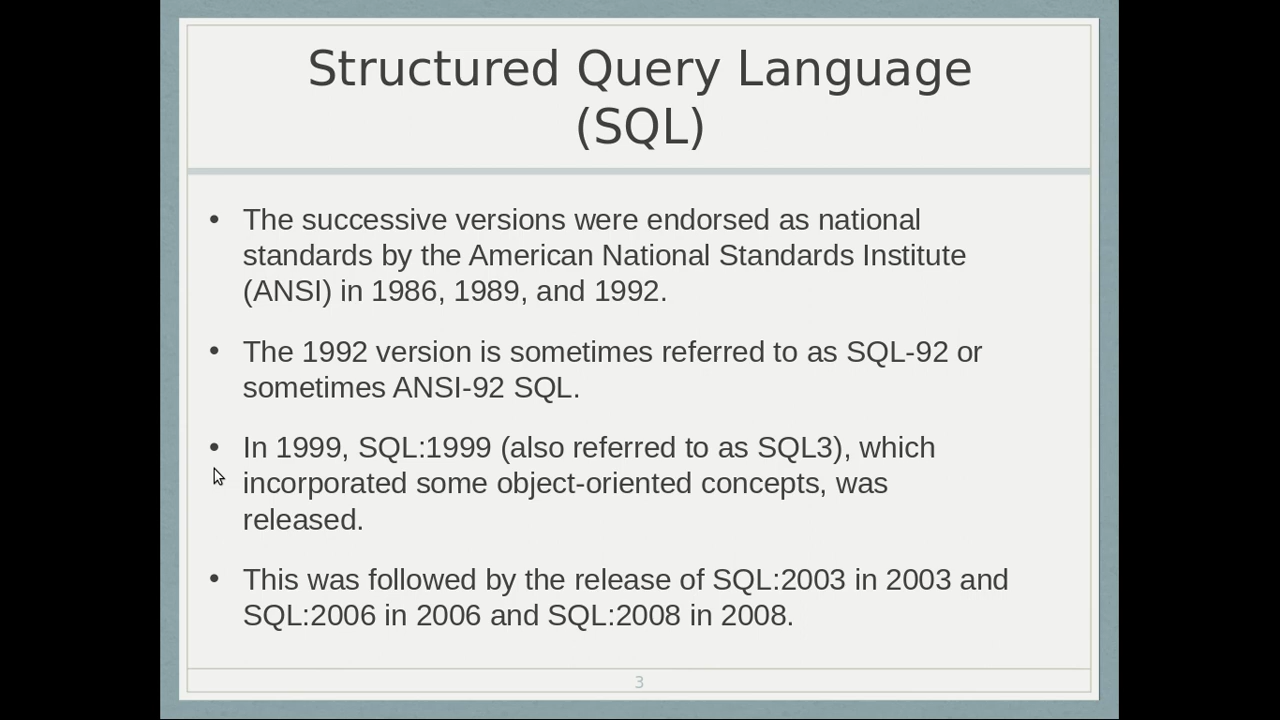 Structured Query Language
(SQL)
• The successive versions were endorsed as national
standards by the American National Standards Institute
(ANSI) in 1986, 1989, and 1992.
• The 1992 version is sometimes referred to as SQL-92 or
sometimes ANSI-92 SQL.
• In 1999, SQL:1999 (also referred to as SQL3), which
incorporated some object-oriented concepts, was
released.
• This was followed by the release of SQL:2003 in 2003 and
SQL:2006 in 2006 and SQL:2008 in 2008.
3